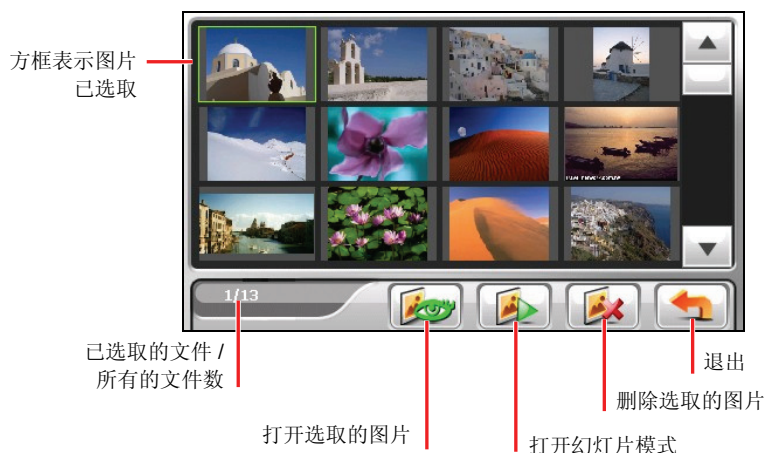 方框表示图片
已选取
1/13
已选取的文件 /
所有的文件数
退出
删除选取的图片
打开选取的图片
打开幻灯片模式